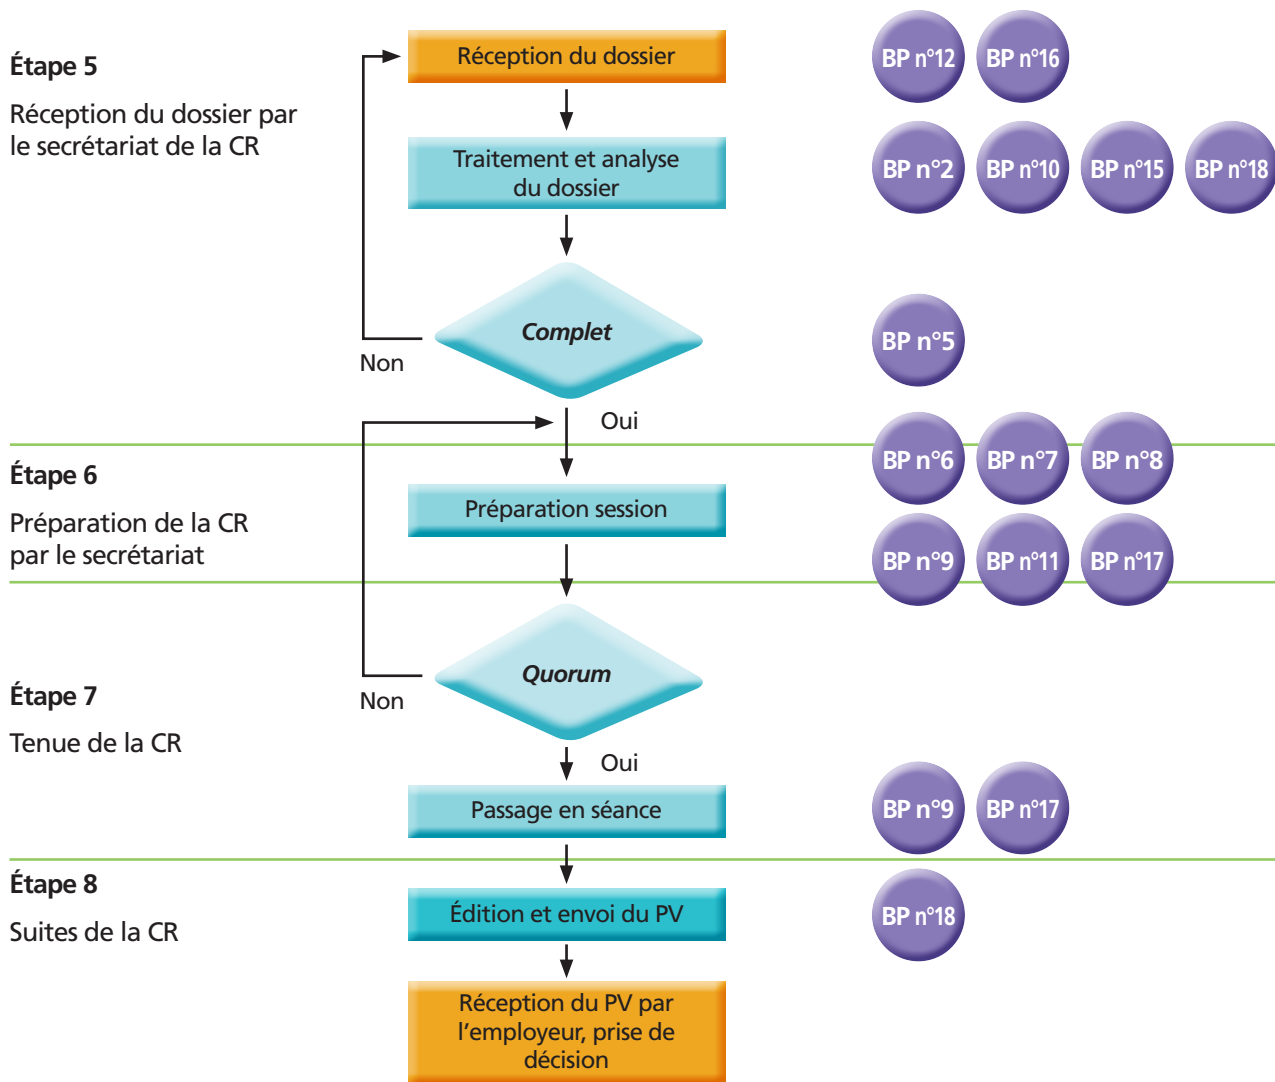 Étape 5
Réception du dossier par
le secrétariat de la CR
Réception du dossier
BP n°12
BP n°16
Traitement et analyse
du dossier
BP n°2
BP n°10
BP n°15
BP n°18
Complet
Non
Oui
BP n°5
Étape 6
Préparation de la CR
par le secrétariat
Préparation session
BP n°6
BP n°7
BP n°8
BP n°9
BP n°11
BP n°17
Étape 7
Tenue de la CR
Quorum
Non
Oui
Passage en séance
BP n°9
BP n°17
Étape 8
Suites de la CR
Édition et envoi du PV
BP n°18
Réception du PV par
l'employeur, prise de
décision